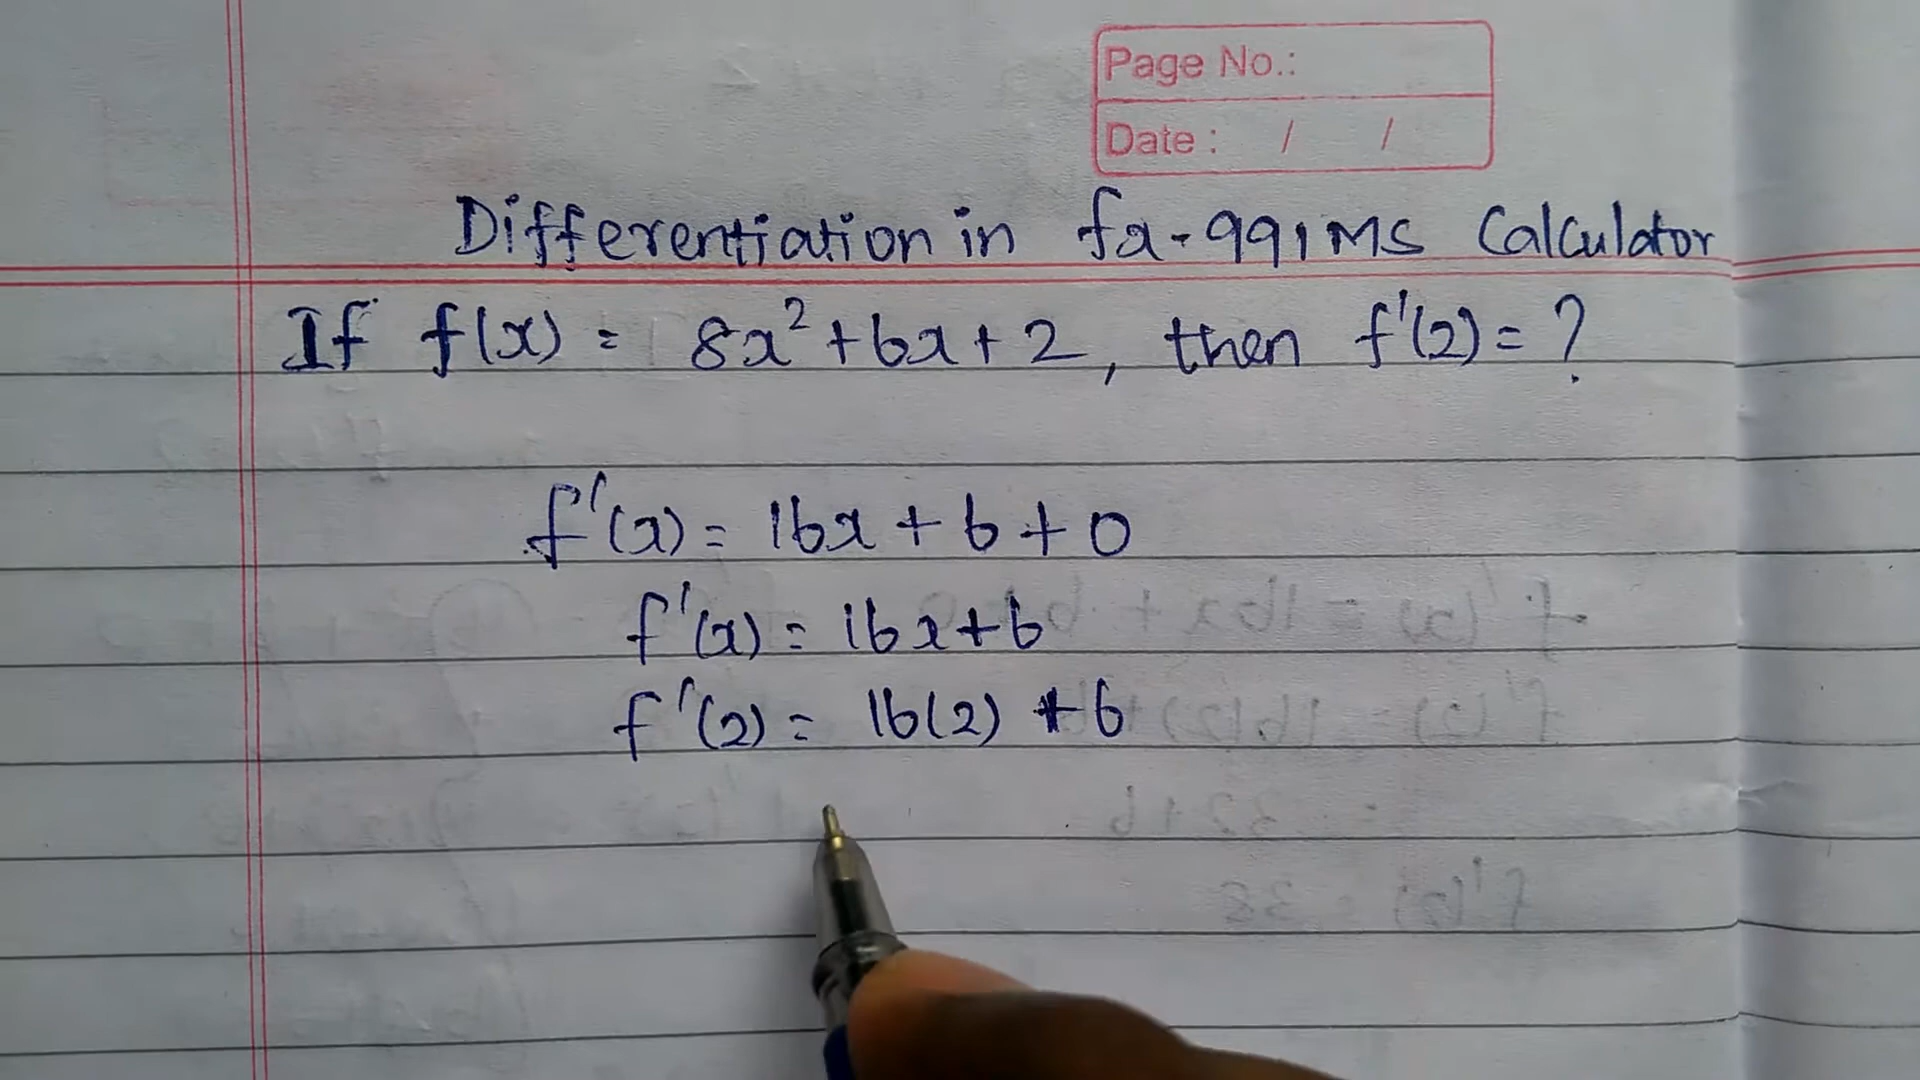 Page No.:
Date : / /
Differentiation in fx-991MS Calculator
If f(x) = 8x²+6x+2, then f'(2)= ?
f'(x) = 16x + 6 + 0
f'(x) = 16x+6
f'(2) = 16(2) +6